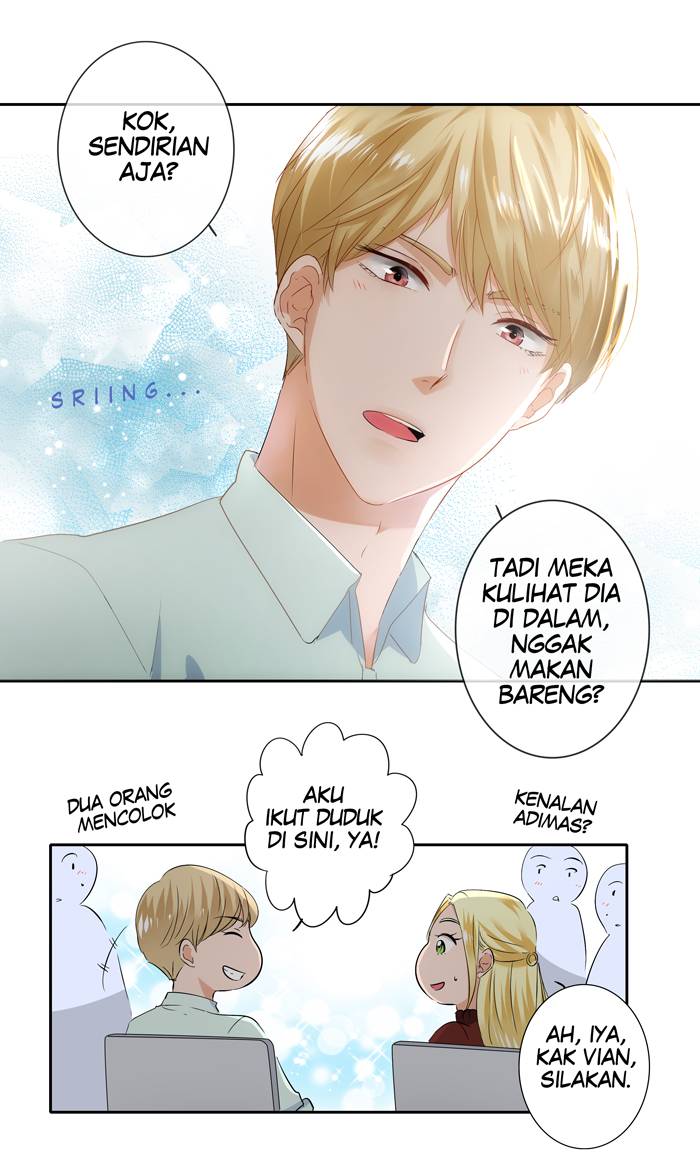 KOK,
SENDIRIAN
AJA?
SRIING...
TADI MEKA
KULIHAT DIA
DI DALAM,
NGGAK
MAKAN
BARENG?
DUA ORANG
MENCOLOK
AKU
IKUT DUDUK
DI SINI, YA!
KENALAN
ADIMAS?
AH, IYA,
KAK VIAN,
SILAKAN.